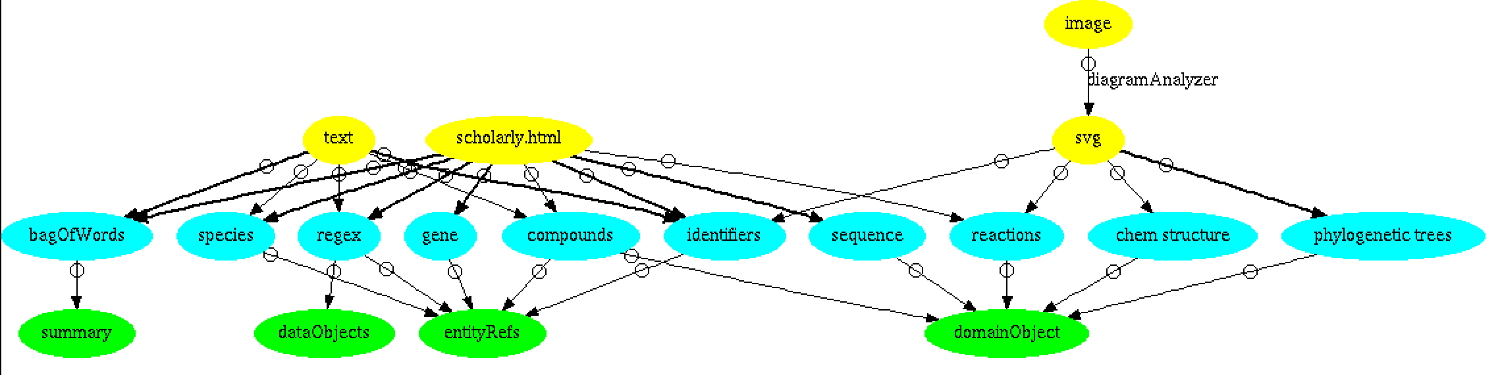 image
diagramAnalyzer
text
scholarly.html
svg
bagOfWords
species
regex
gene
compounds
identifiers
sequence
reactions
chem structure
phylogenetic trees
summary
dataObjects
entityRefs
domainObject